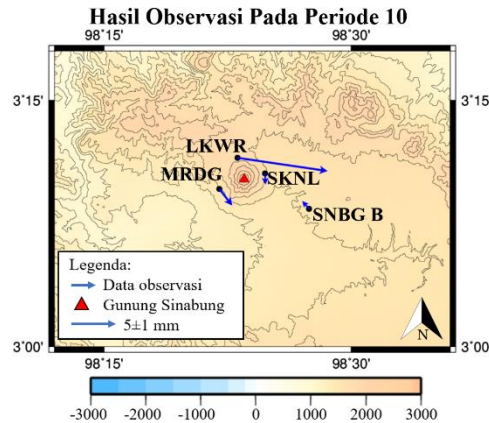 Hasil Observasi Pada Periode 10
98°15' 98°30'
3°15'
LKWR
MRDG
SKNL
SNBG B
Legenda:
Data observasi
Gunung Sinabung
5±1 mm
N
3°00' 3°00'
98°15' 98°30'
-3000 -2000 -1000 0 1000 2000 3000